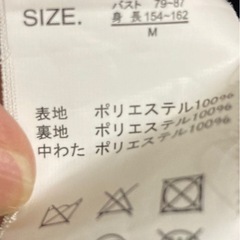 SIZE.
バスト 79~87
身 長 154~162
M
表地 ポリエステル100%
裏地 ポリエステル100%
中わた ポリエステル100%